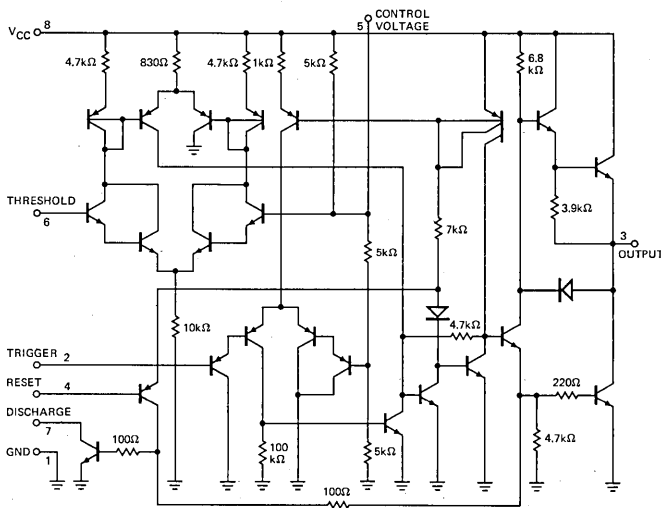 CONTROL
VOLTAGE
5
VCC 8
4.7kΩ
830Ω
4.7kΩ
1kΩ
5kΩ
6.8
kΩ
THRESHOLD
6
3.9kΩ
7kΩ
3
OUTPUT
5kΩ
10kΩ
4.7kΩ
TRIGGER 2
RESET 4
220Ω
DISCHARGE
7
100Ω
GND
1
100
kΩ
5kΩ
4.7kΩ
100Ω